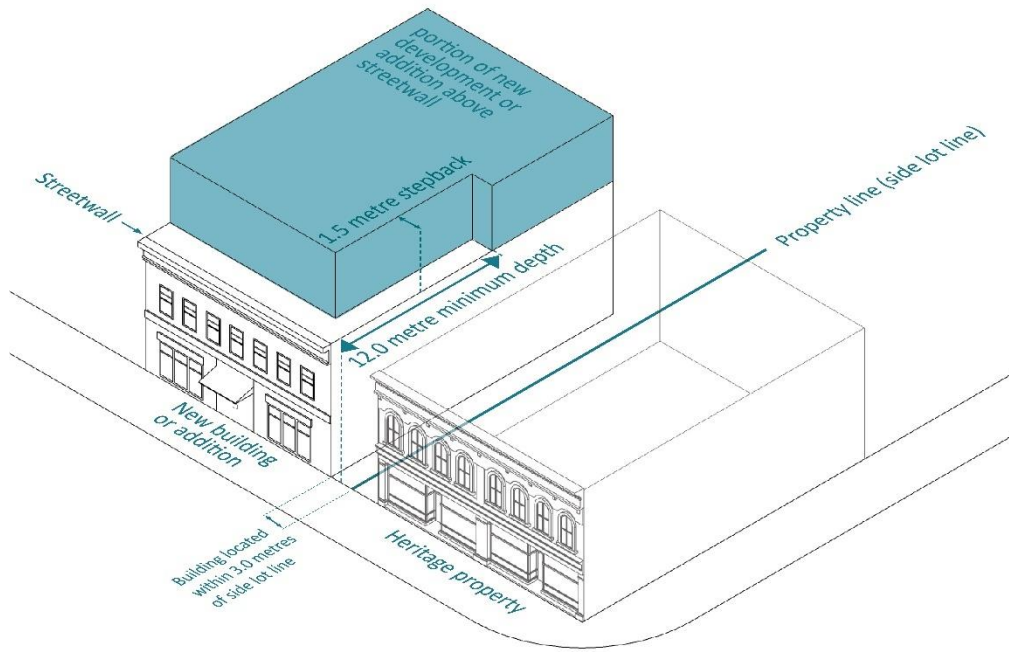 portion of new
development or
addition above
streetwall
1.5 metre stepback
Streetwall
12.0 metre minimum depth
Property line (side lot line)
New building
or addition
Building located
within 3.0 metres
of side lot line
Heritage property